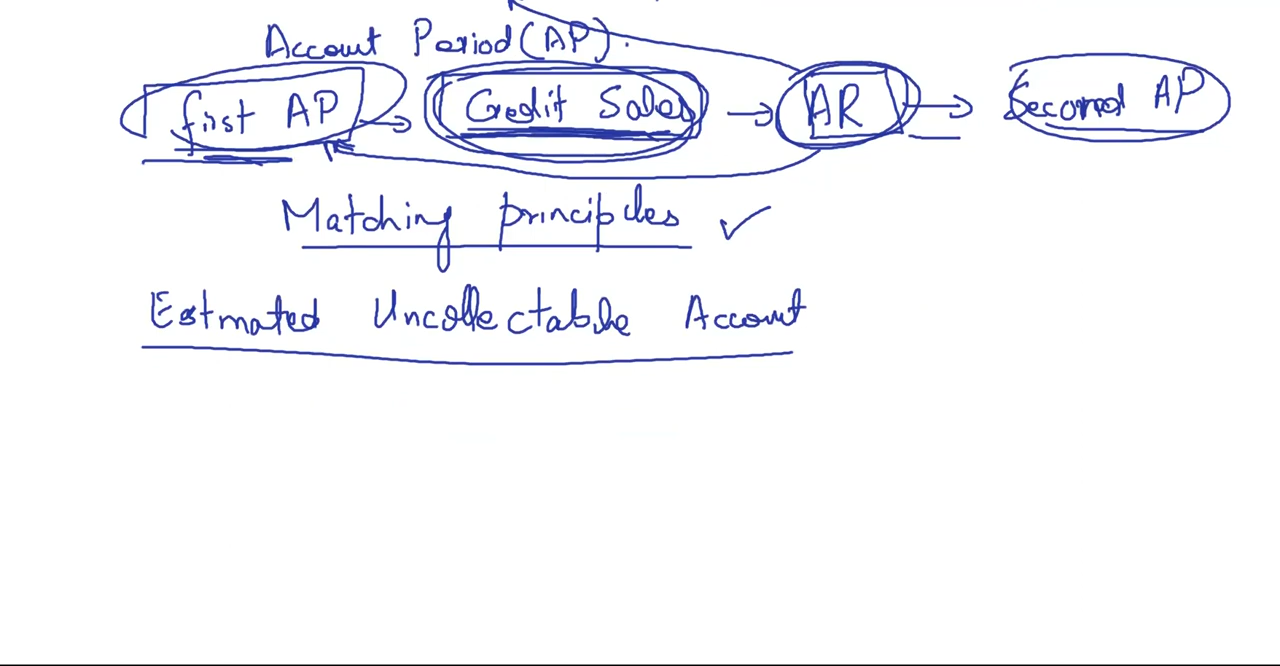 Account Period (AP).
first AP → Credit Sales → AR → Second AP
Matching principles ✓
Estmated Uncollectable Account